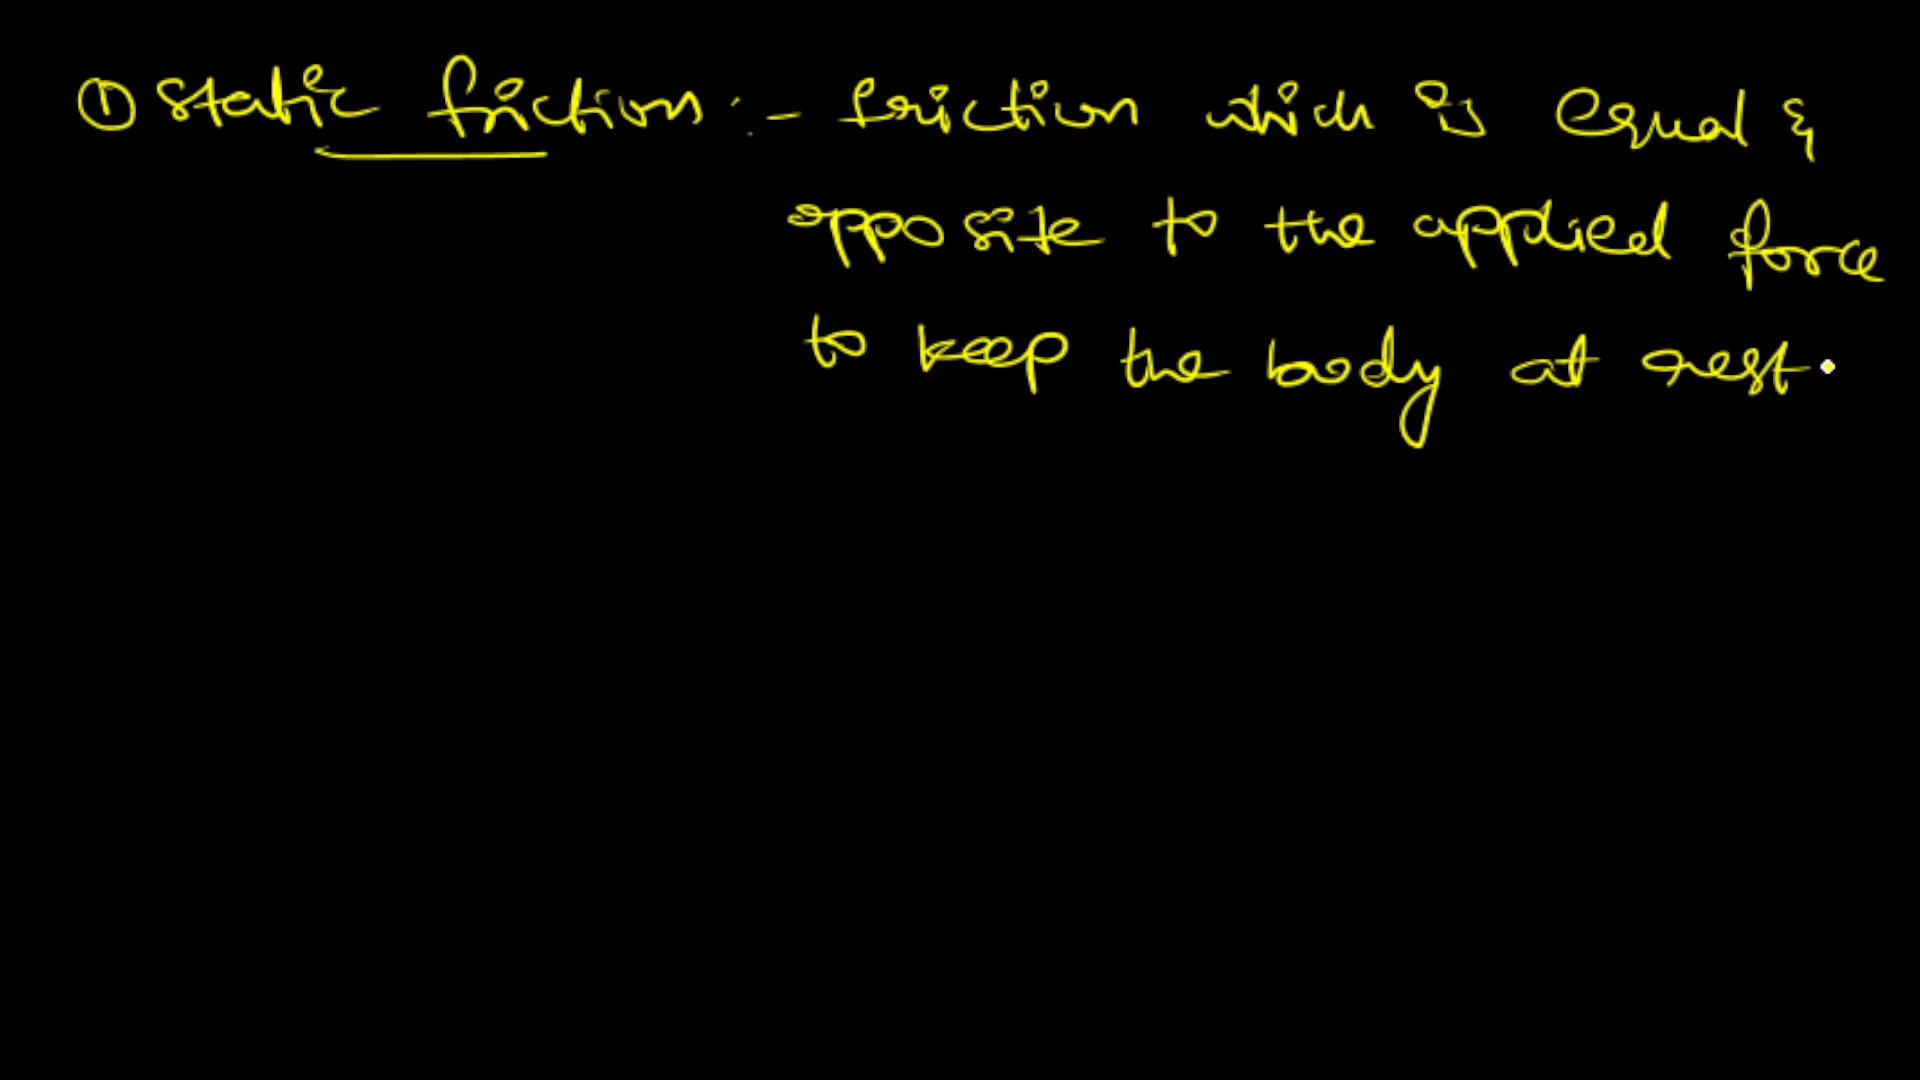 ① Static friction :- friction which is equal &
opposite to the applied force
to keep the body at rest.